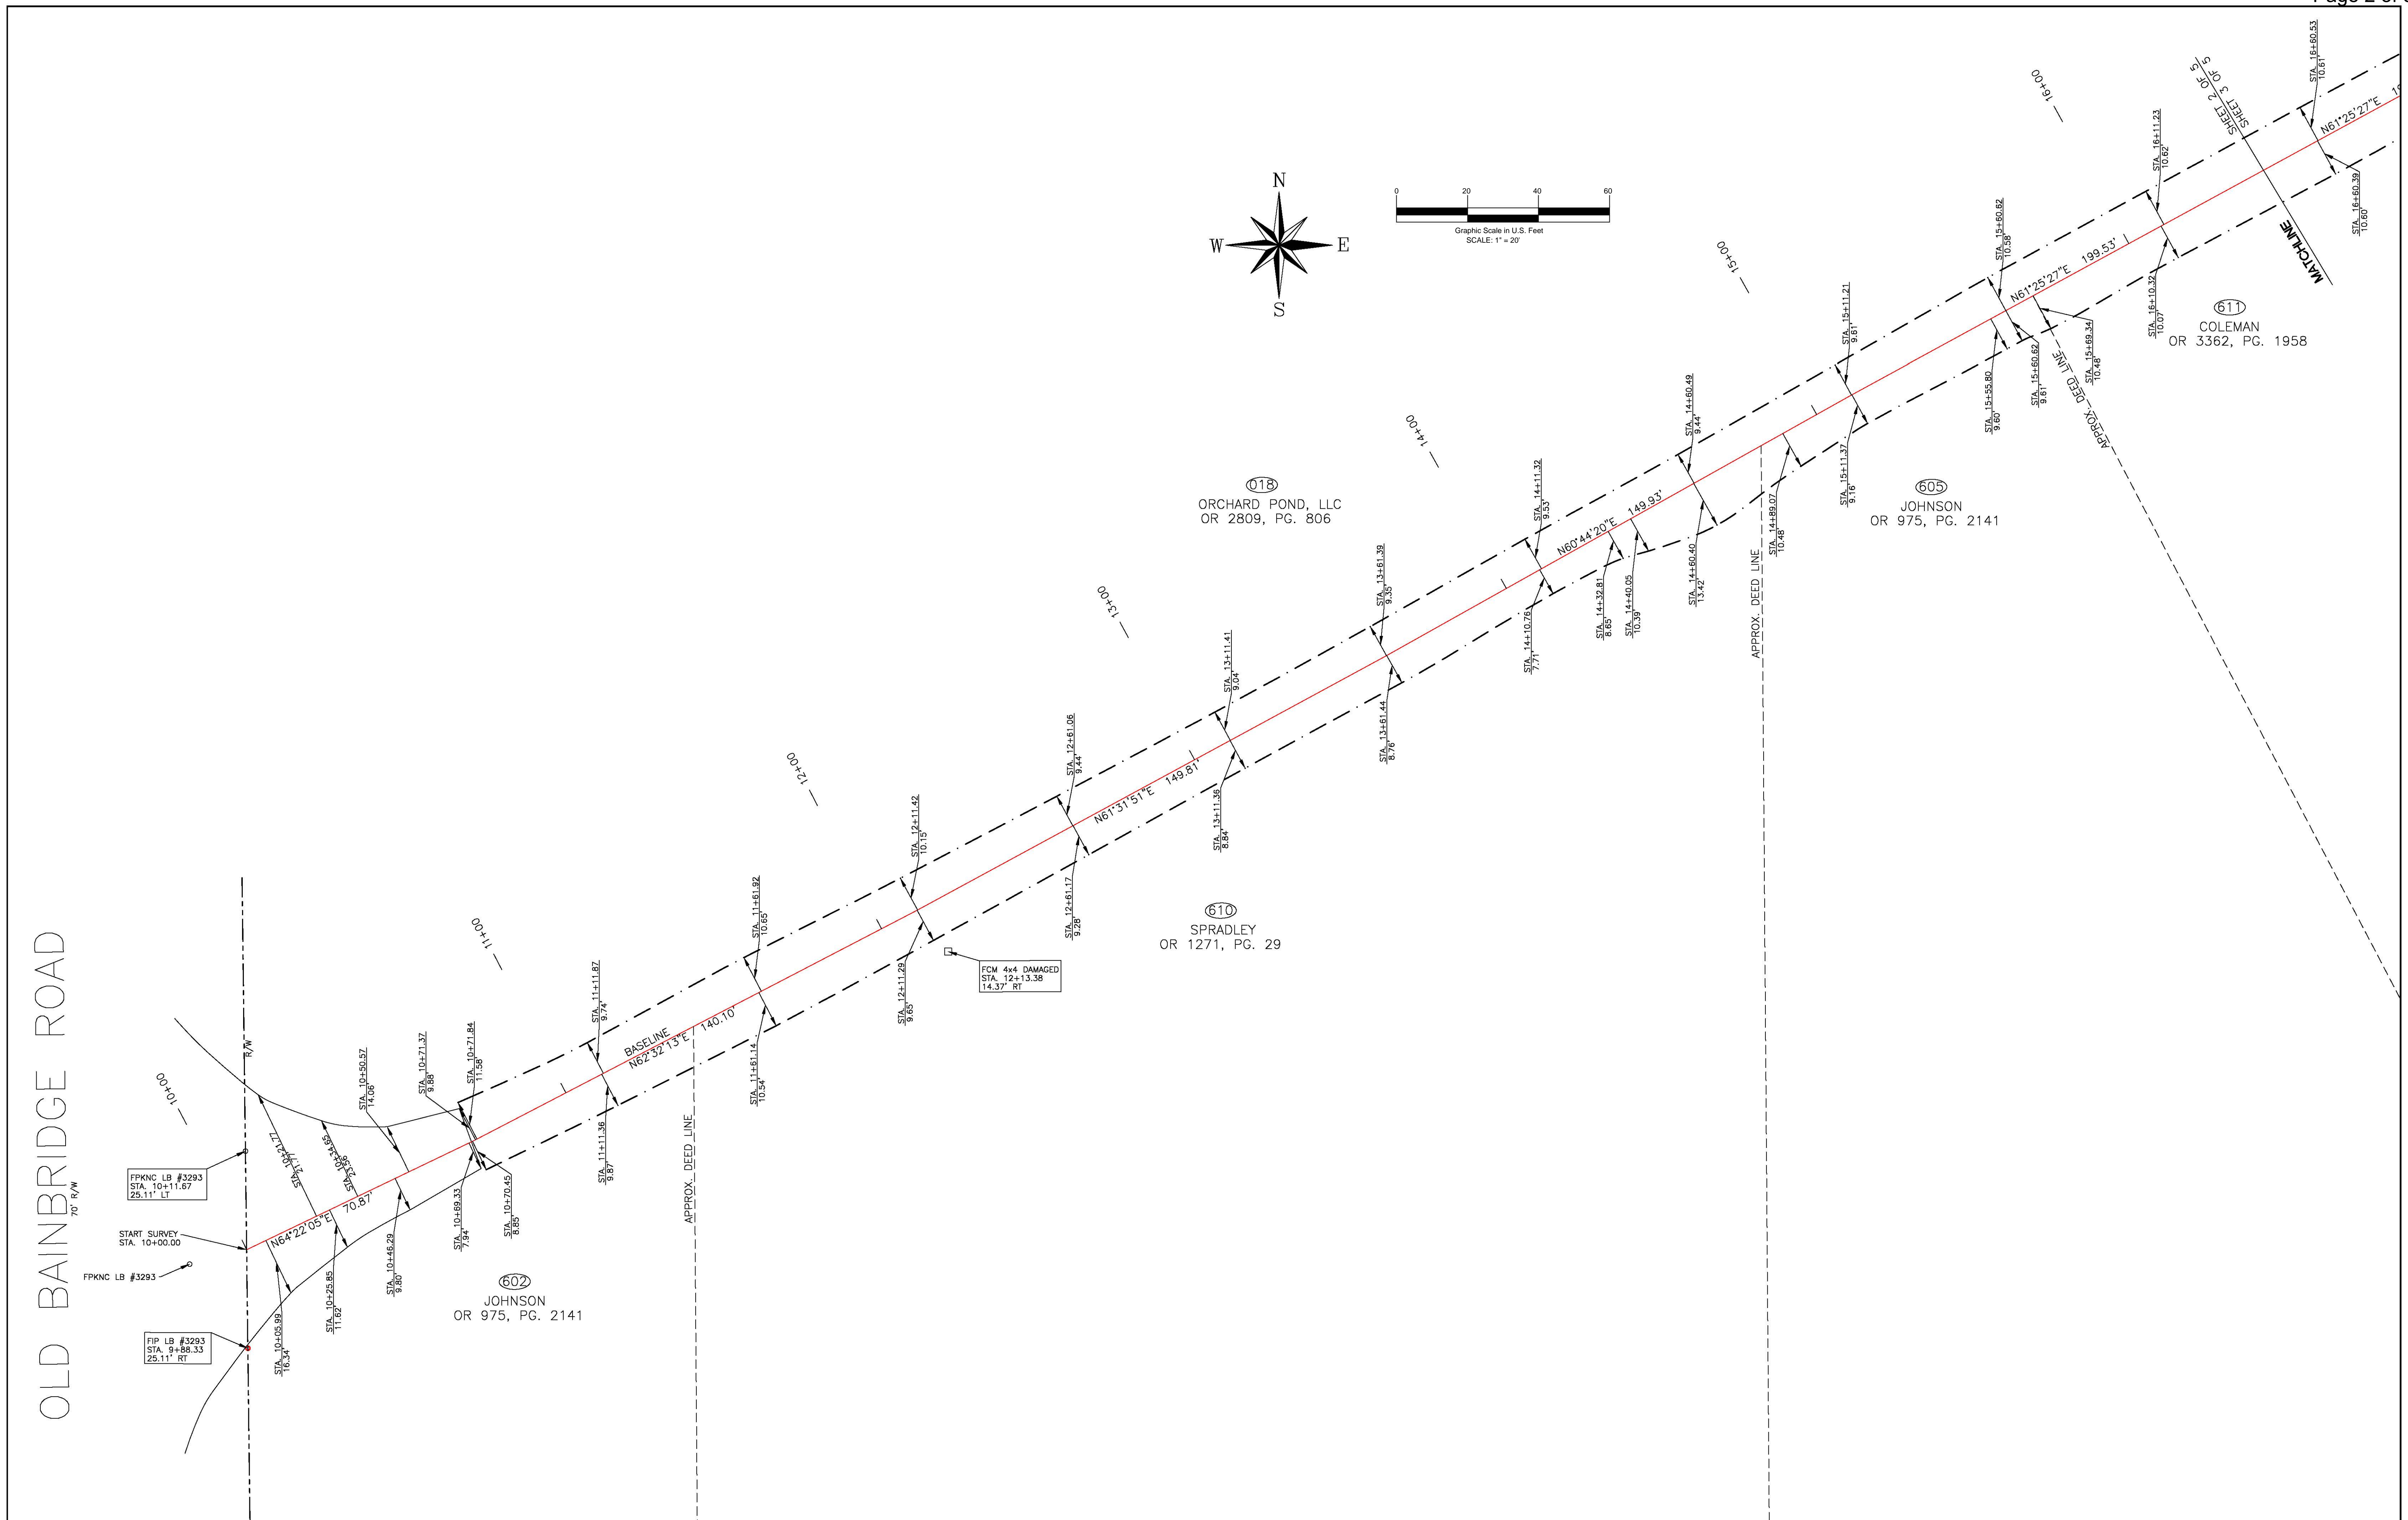 Page 2 of
STA. 16+60.53
10.61'
SHEET 2 OF 5
SHEET 3 OF 5
16+00
N61°25'27"E
STA. 16+11.23
10.62'
STA. 16+60.39
10.60'
MATCHLINE
N
W
E
S
0 20 40 60
Graphic Scale in U.S. Feet
SCALE: 1" = 20'
15+00
STA. 15+60.62
10.58'
N61°25'27"E 199.53'
STA. 16+10.32
10.07'
611
COLEMAN
OR 3362, PG. 1958
STA. 15+11.21
9.61'
STA. 15+69.34
10.48'
STA. 15+60.62
9.61'
STA. 15+55.80
9.60'
APPROX. DEED LINE
14+00
STA. 14+60.49
9.44'
STA. 15+11.37
9.16'
605
JOHNSON
OR 975, PG. 2141
018
ORCHARD POND, LLC
OR 2809, PG. 806
STA. 14+11.32
9.53'
N60°44'20"E 149.93'
STA. 14+89.07
10.48'
STA. 14+60.40
13.42'
APPROX. DEED LINE
STA. 14+40.05
10.39'
STA. 14+32.81
8.65'
13+00
STA. 13+61.39
9.35'
STA. 14+10.76
7.71'
STA. 13+11.41
9.04'
STA. 13+61.44
8.76'
12+00
STA. 12+61.06
9.44'
N61°31'51"E 149.81'
STA. 13+11.36
8.84'
STA. 12+11.42
10.15'
STA. 12+61.17
9.28'
610
SPRADLEY
OR 1271, PG. 29
FCM 4x4 DAMAGED
STA. 12+13.38
14.37' RT
11+00
STA. 11+61.92
10.65'
STA. 12+11.29
9.65'
STA. 11+11.87
9.74'
BASELINE
N62°32'13"E 140.10'
STA. 11+61.14
10.54'
OLD BAINBRIDGE ROAD
70' R/W
R/W
10+00
STA. 10+50.57
14.06'
STA. 10+71.37
9.88'
STA. 10+71.84
11.58'
STA. 11+11.36
9.87'
APPROX. DEED LINE
STA. 10+21.77
21.77'
STA. 10+34.65
23.56'
FPKNC LB #3293
STA. 10+11.67
25.11' LT
N64°22'05"E 70.87'
START SURVEY
STA. 10+00.00
FPKNC LB #3293
STA. 10+69.33
7.94'
STA. 10+70.45
8.85'
STA. 10+46.29
9.80'
STA. 10+25.85
11.62'
602
JOHNSON
OR 975, PG. 2141
FIP LB #3293
STA. 9+88.33
25.11' RT
STA. 10+05.99
16.34'